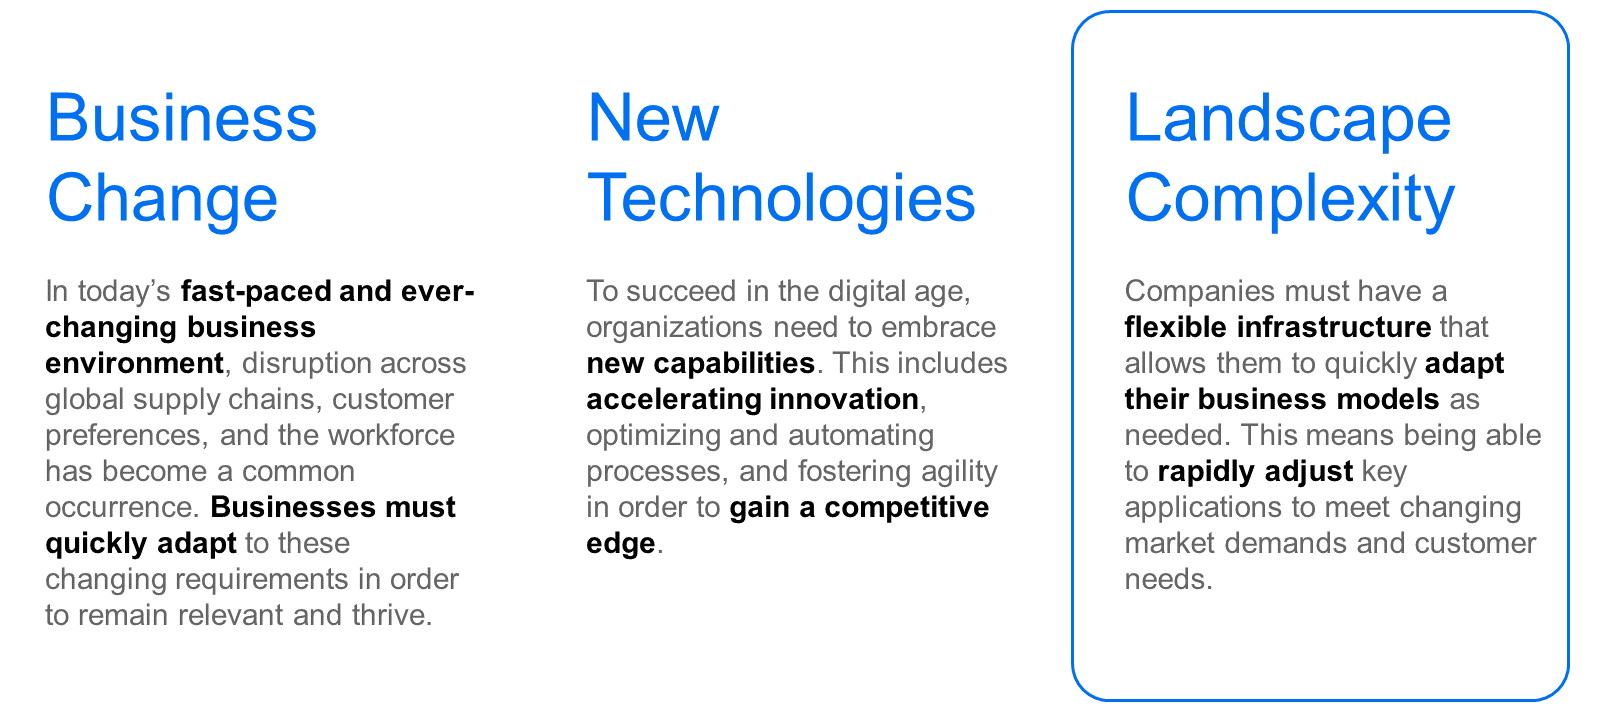 Business
Change
In today’s fast-paced and ever-
changing business
environment, disruption across
global supply chains, customer
preferences, and the workforce
has become a common
occurrence. Businesses must
quickly adapt to these
changing requirements in order
to remain relevant and thrive.
New
Technologies
To succeed in the digital age,
organizations need to embrace
new capabilities. This includes
accelerating innovation,
optimizing and automating
processes, and fostering agility
in order to gain a competitive
edge.
Landscape
Complexity
Companies must have a
flexible infrastructure that
allows them to quickly adapt
their business models as
needed. This means being able
to rapidly adjust key
applications to meet changing
market demands and customer
needs.